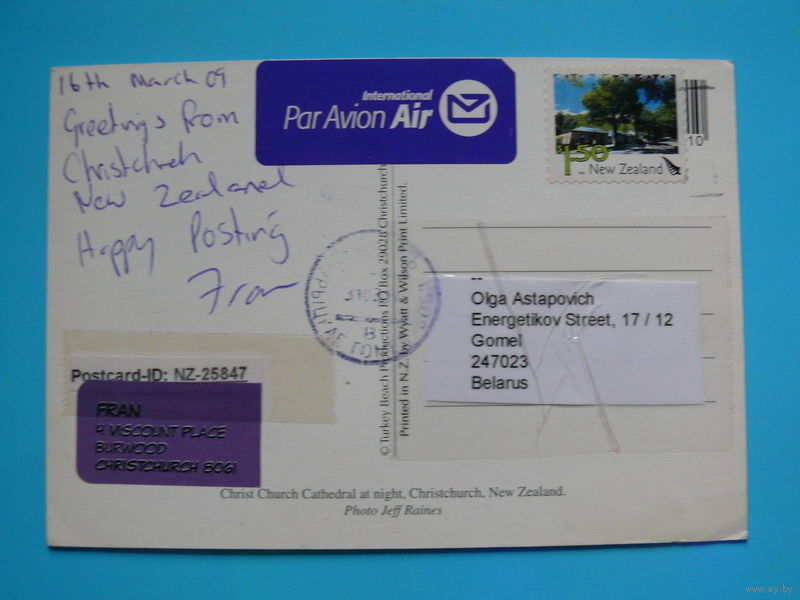 16th March 09
Greetings from
Christchurch
New Zealand
Happy Posting
Fran
International
Par Avion Air
1.50
New Zealand
10
© Turkey Beach Productions PO Box 29028 Christchurch
Printed in N.Z. by Wyatt & Wilson Print Limited.
Olga Astapovich
Energetikov Street, 17 / 12
Gomel
247023
Belarus
Postcard-ID: NZ-25847
FRAN
4 VISCOUNT PLACE
BURWOOD
CHRISTCHURCH 8061
Christ Church Cathedral at night, Christchurch, New Zealand.
Photo Jeff Raines
www.ay.by